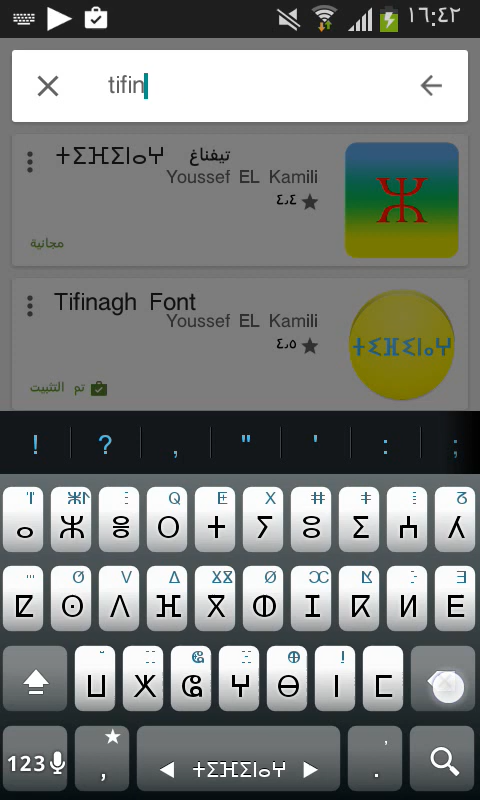 ١٦:٤٢
tifin
ⵜⵉⴼⵉⵏⴰⵖ تيفناغ
Youssef EL Kamili
٤٫٤
مجانية
Tifinagh Font
Youssef EL Kamili
ⵜⵉⴼⵉⵏⴰⵖ
٤٫٥
تم التثبيت
! ? , " ' : ;
ⴰ ⵣ ⴻ ⵔ ⵜ ⵢ ⵓ ⵉ ⵄ ⵃ
ⵇ ⵙ ⴷ ⴼ ⴳ ⵀ ⵊ ⴽ ⵍ ⴹ
ⵡ ⵅ ⵞ ⵖ ⴱ ⵏ ⵎ
123 , ⵜⵉⴼⵉⵏⴰⵖ .